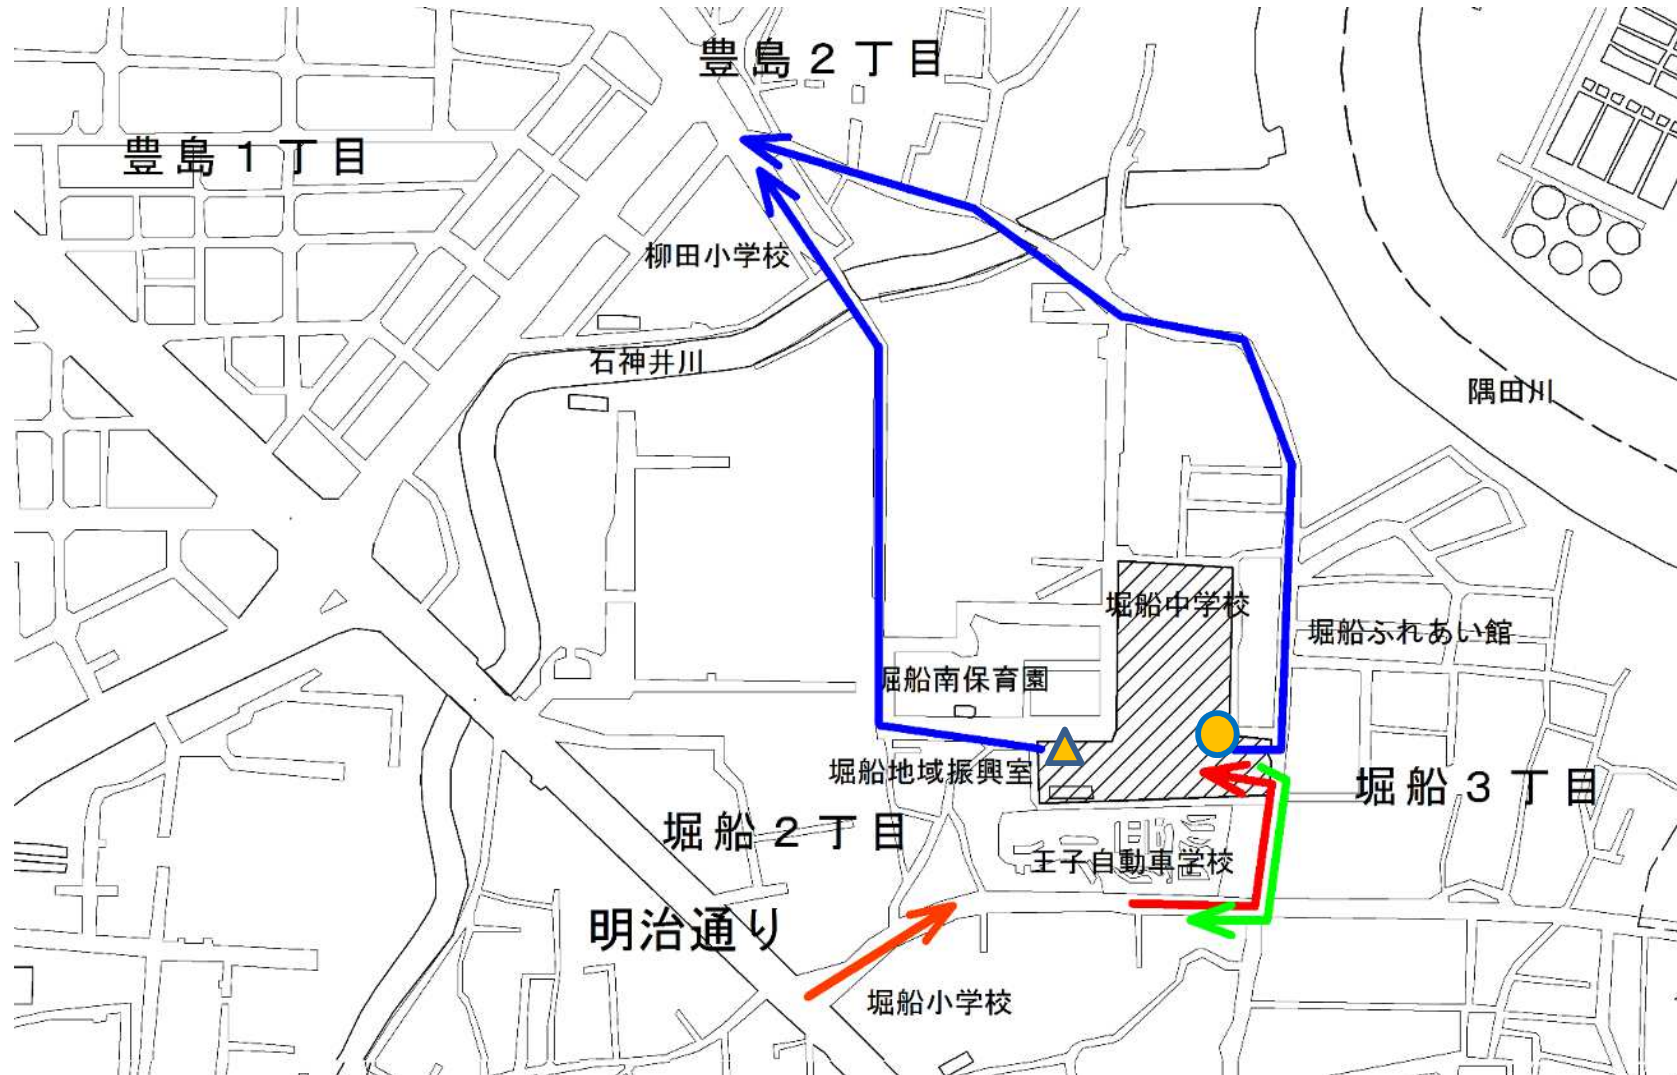 豊島２丁目
豊島１丁目
柳田小学校
石神井川
隅田川
堀船中学校
堀船ふれあい館
堀船南保育園
堀船地域振興室
堀船３丁目
堀船２丁目
王子自動車学校
明治通り
堀船小学校